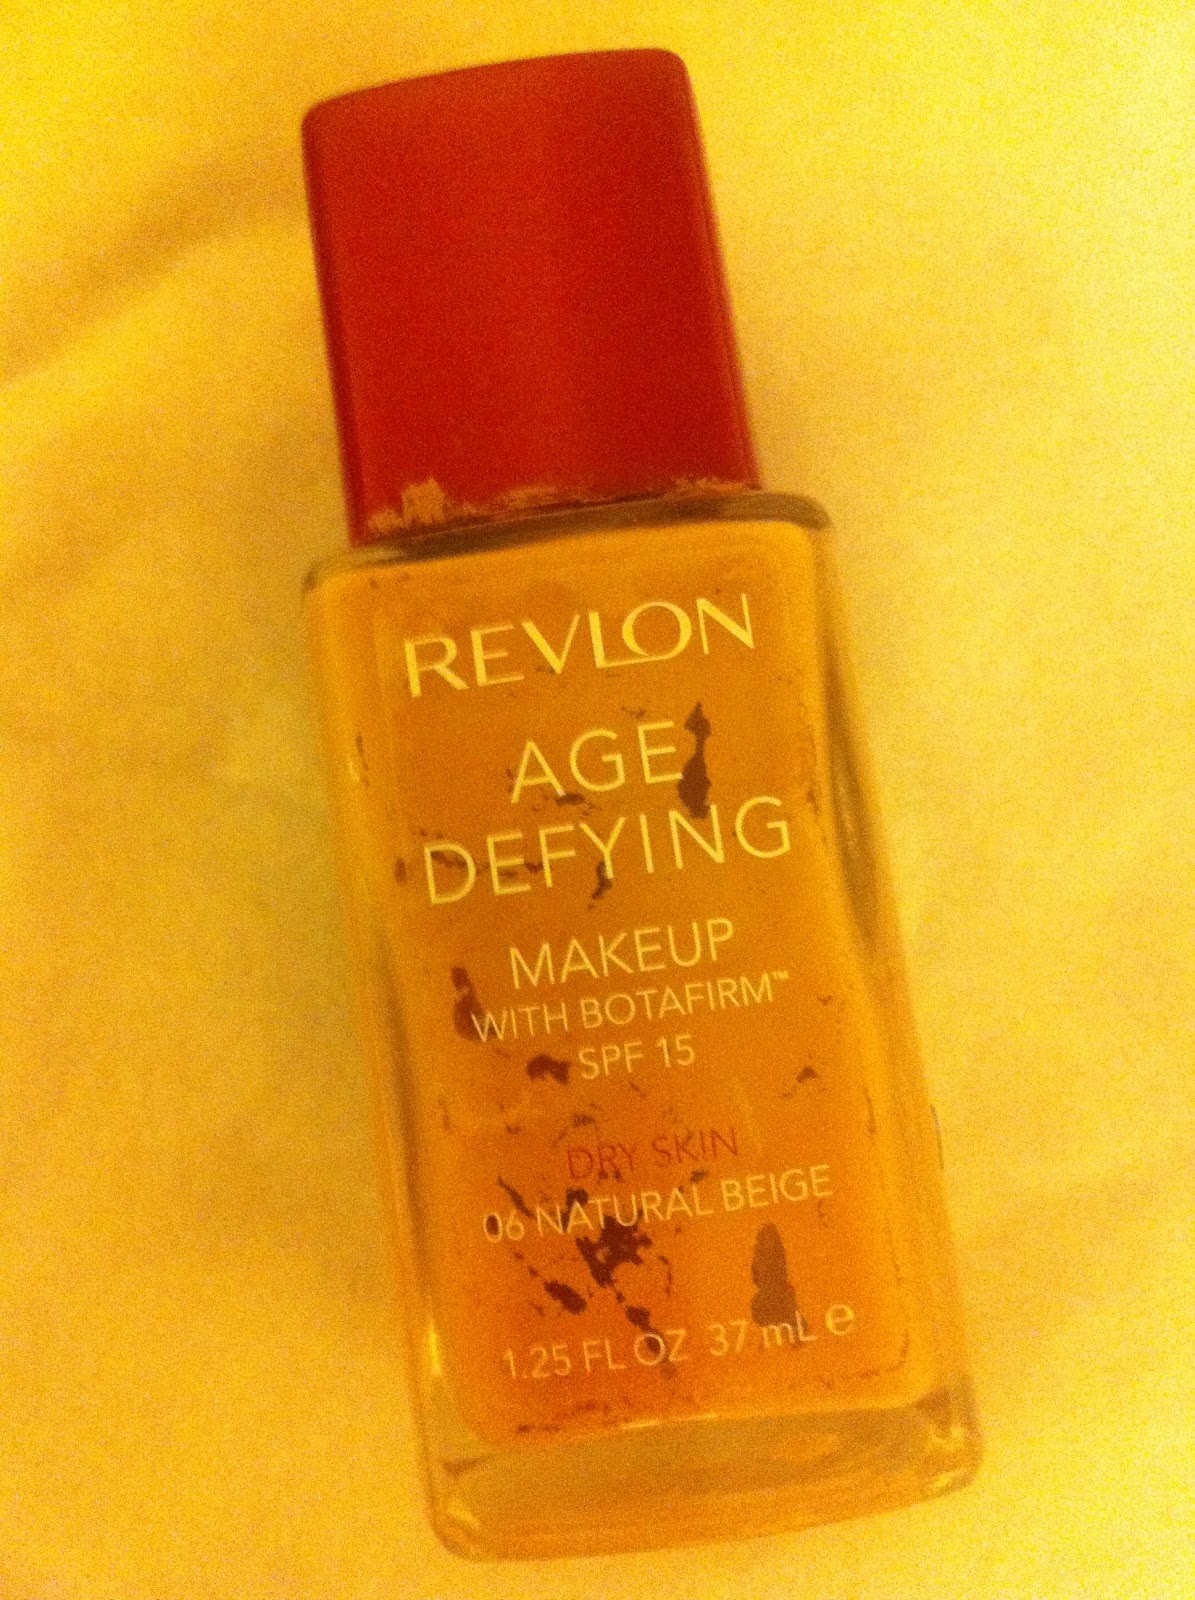 REVLON
AGE
DEFYING
MAKEUP
WITH BOTAFIRM™
SPF 15
DRY SKIN
06 NATURAL BEIGE
1.25 FL OZ 37 mL e